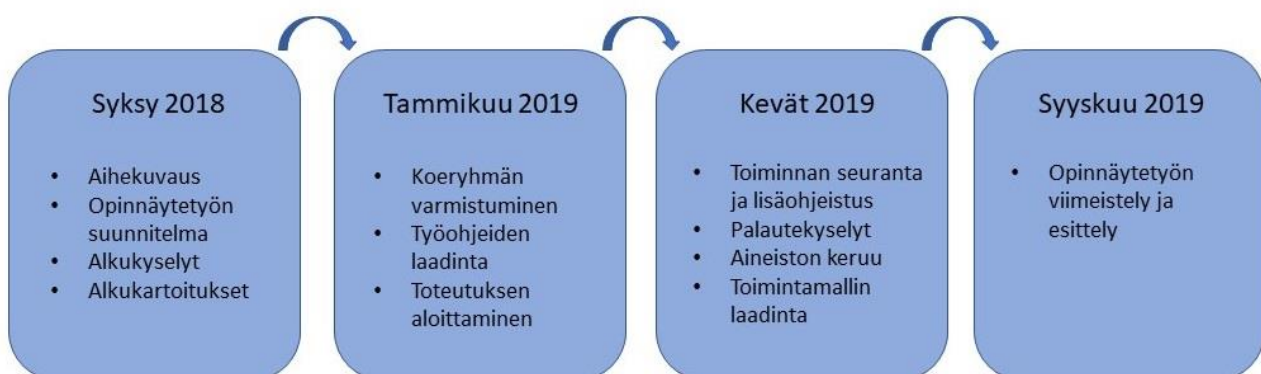 Syksy 2018
• Aihekuvaus
• Opinnäytetyön
suunnitelma
• Alkukyselyt
• Alkukartoitukset
Tammikuu 2019
• Koeryhmän
varmistuminen
• Työohjeiden
laadinta
• Toteutuksen
aloittaminen
Kevät 2019
• Toiminnan seuranta
ja lisäohjeistus
• Palautekyselyt
• Aineiston keruu
• Toimintamallin
laadinta
Syyskuu 2019
• Opinnäytetyön
viimeistely ja
esittely